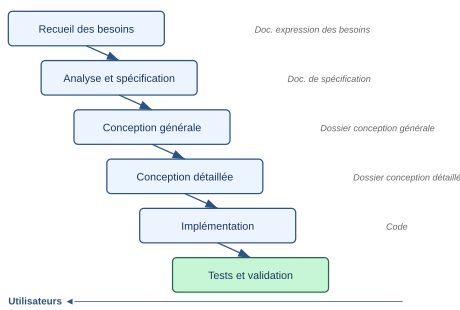 Recueil des besoins
Doc. expression des besoins
Analyse et spécification
Doc. de spécification
Conception générale
Dossier conception générale
Conception détaillée
Dossier conception détaillé
Implémentation
Code
Tests et validation
Utilisateurs